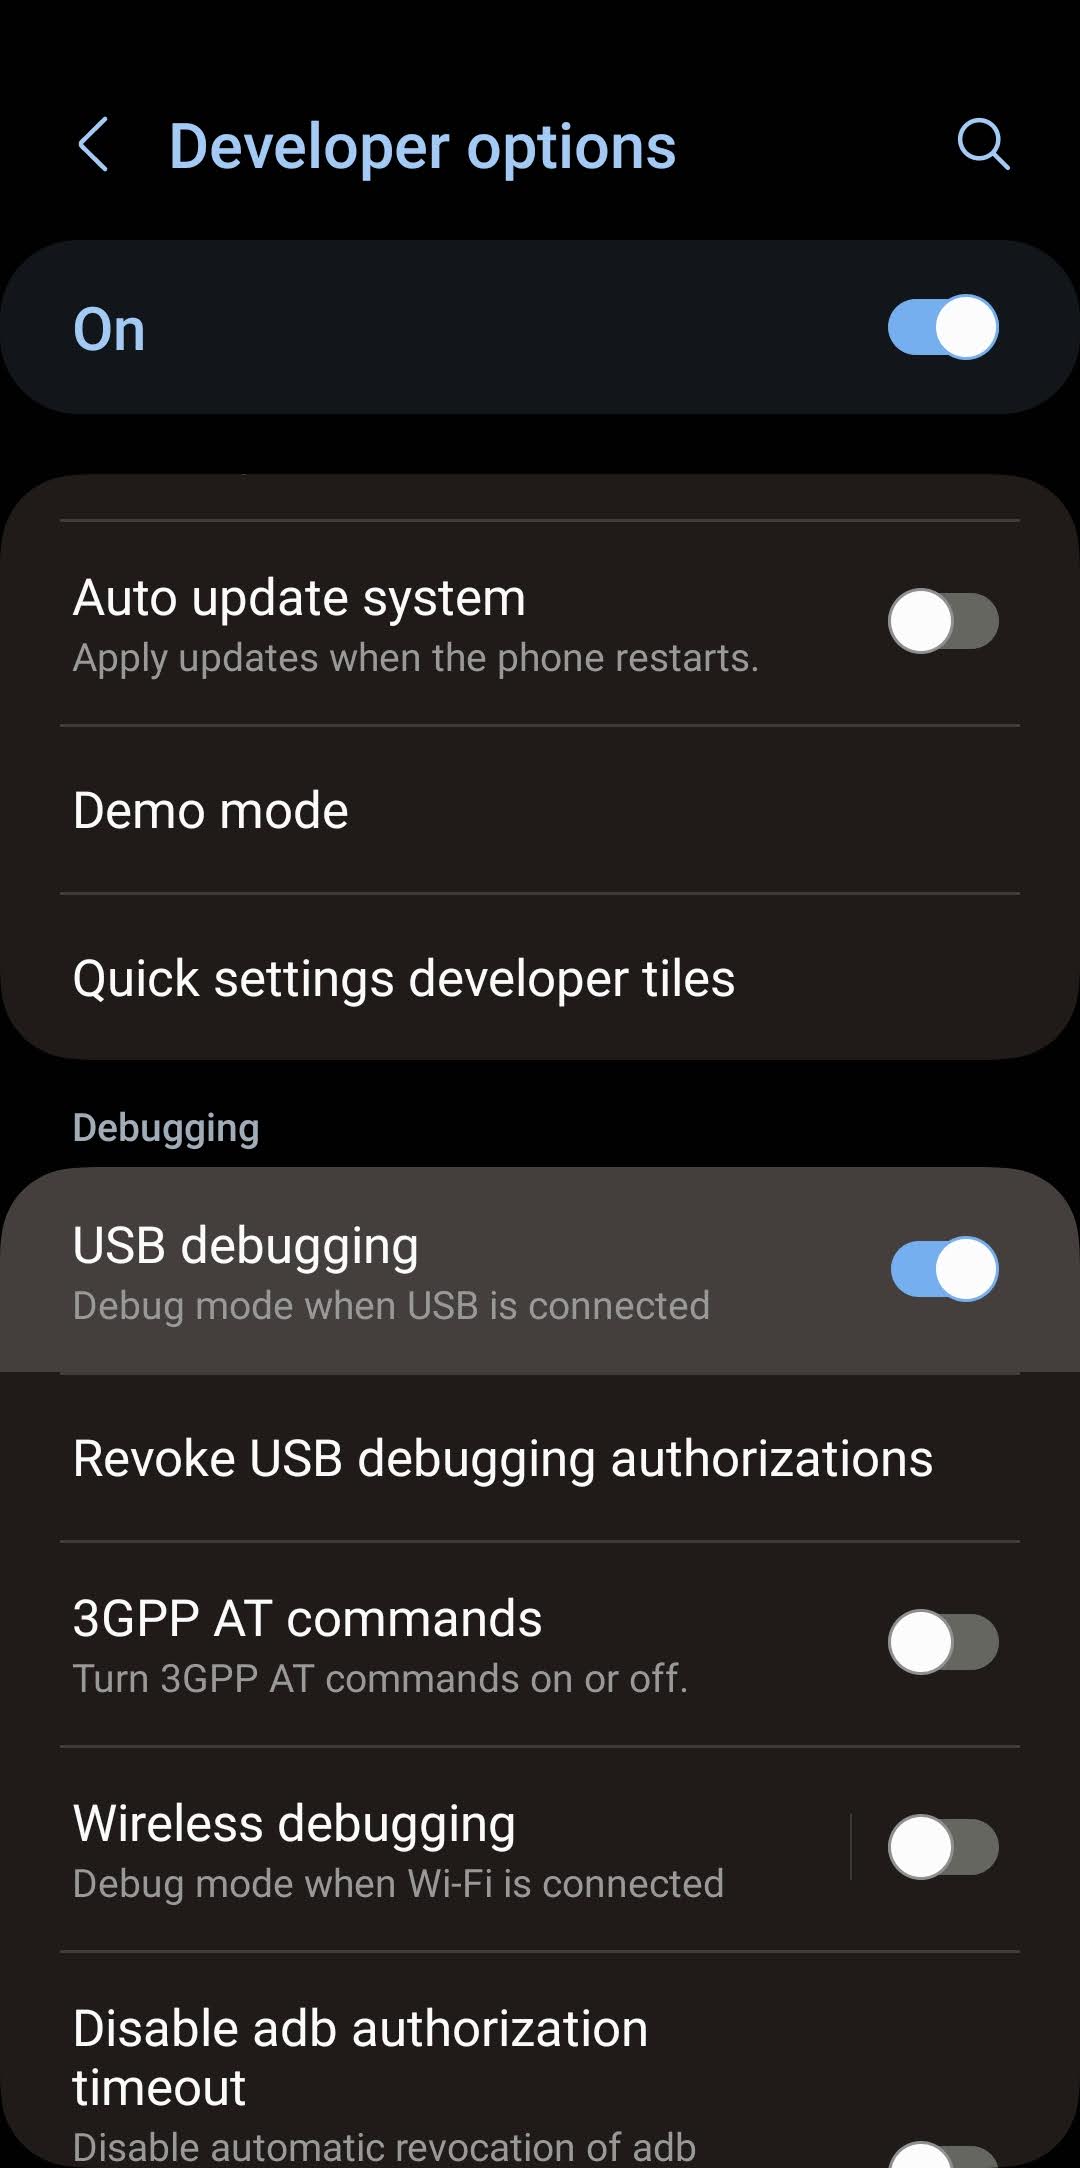 Developer options
On
Auto update system
Apply updates when the phone restarts.
Demo mode
Quick settings developer tiles
Debugging
USB debugging
Debug mode when USB is connected
Revoke USB debugging authorizations
3GPP AT commands
Turn 3GPP AT commands on or off.
Wireless debugging
Debug mode when Wi-Fi is connected
Disable adb authorization
timeout
Disable automatic revocation of adb